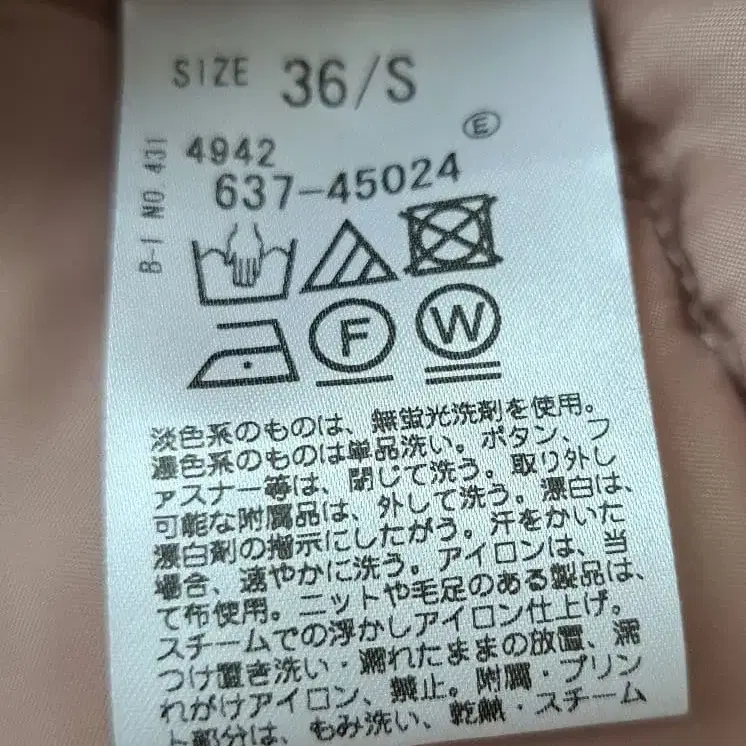 SIZE 36/S
E
B-1 NO 431
4942
637-45024
F
W
淡色系のものは、無蛍光洗剤を使用。
濃色系のものは単品洗い。ボタン、フ
ァスナー等は、閉じて洗う。取り外し
可能な附属品は、外して洗う。漂白は、
漂白剤の指示にしたがう。汗をかいた
場合、速やかに洗う。アイロンは、当
て布使用。ニットや毛足のある製品は、
スチームでの浮かしアイロン仕上げ。
つけ置き洗い・濡れたままの放置、濡
れがけアイロン、禁止。附属・プリン
ト部分は、もみ洗い、乾燥・スチーム